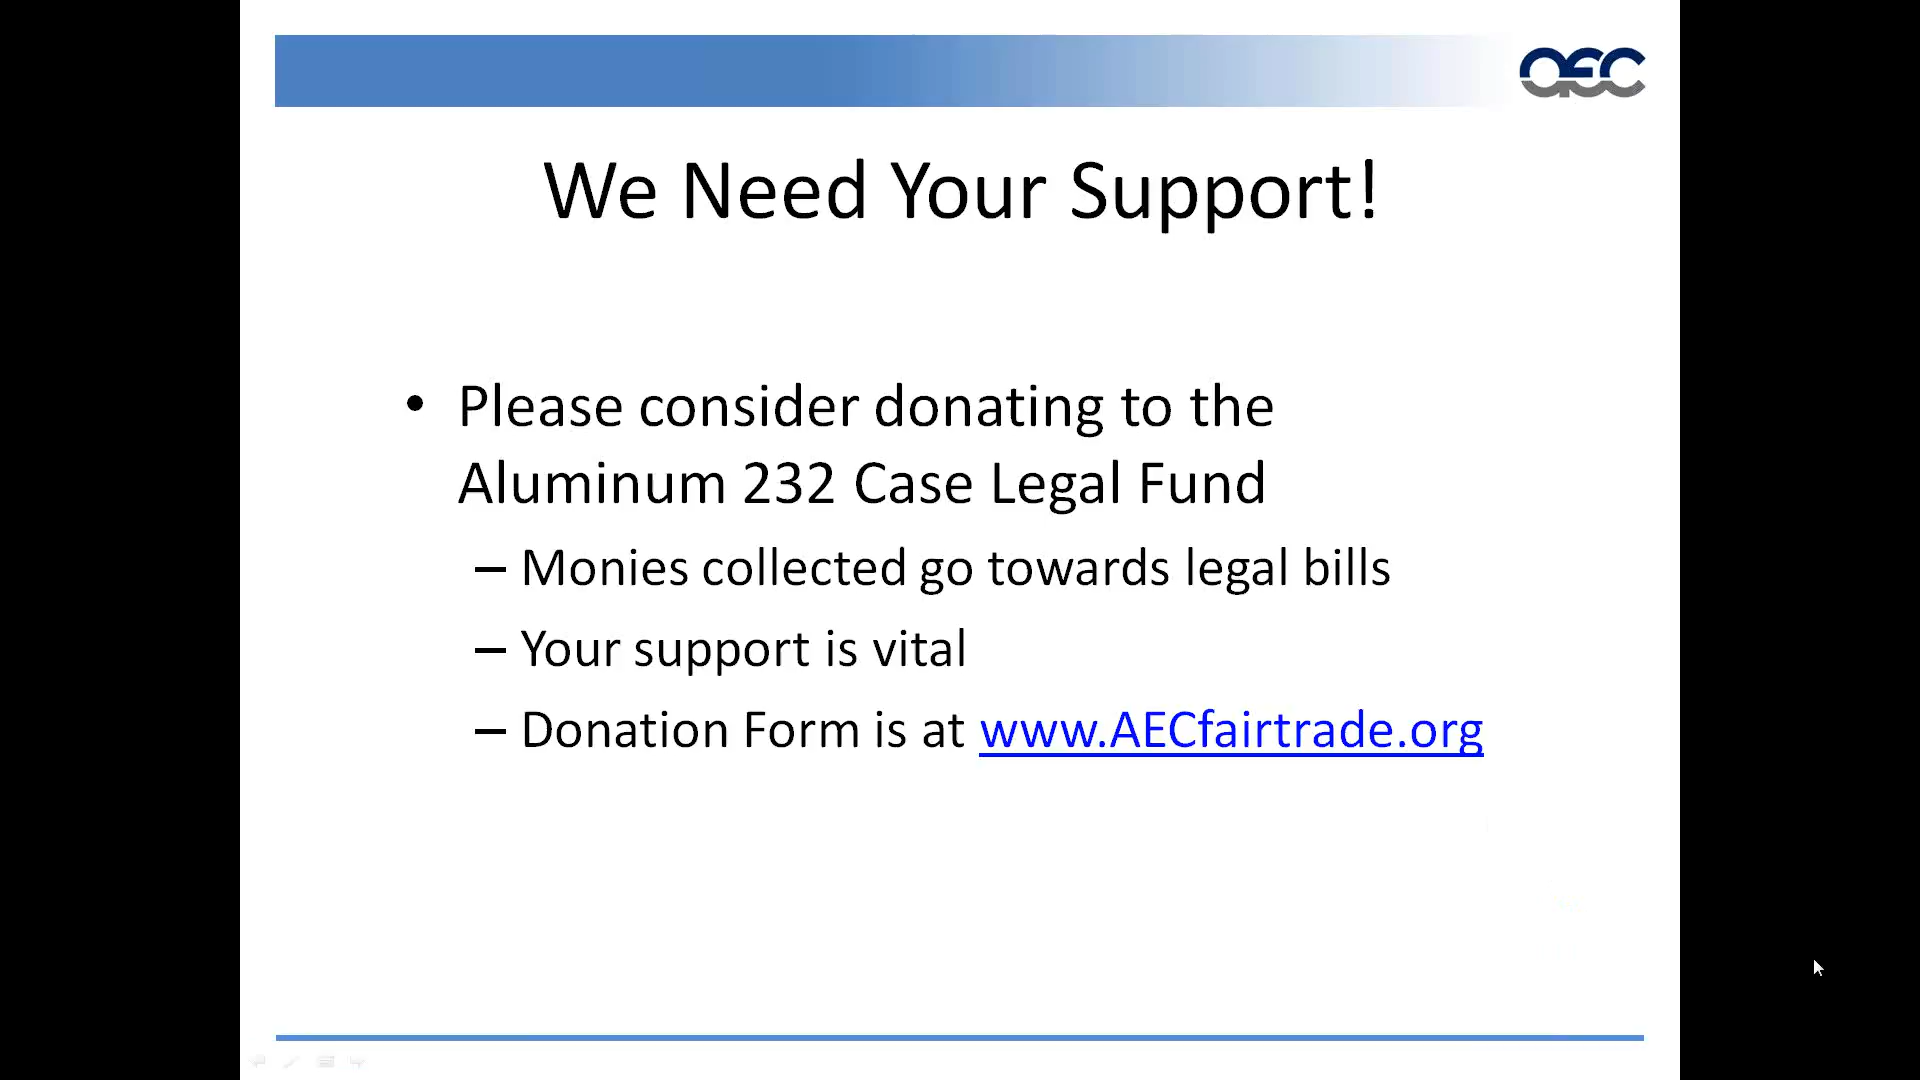 AEC
We Need Your Support!
• Please consider donating to the
Aluminum 232 Case Legal Fund
– Monies collected go towards legal bills
– Your support is vital
– Donation Form is at www.AECfairtrade.org